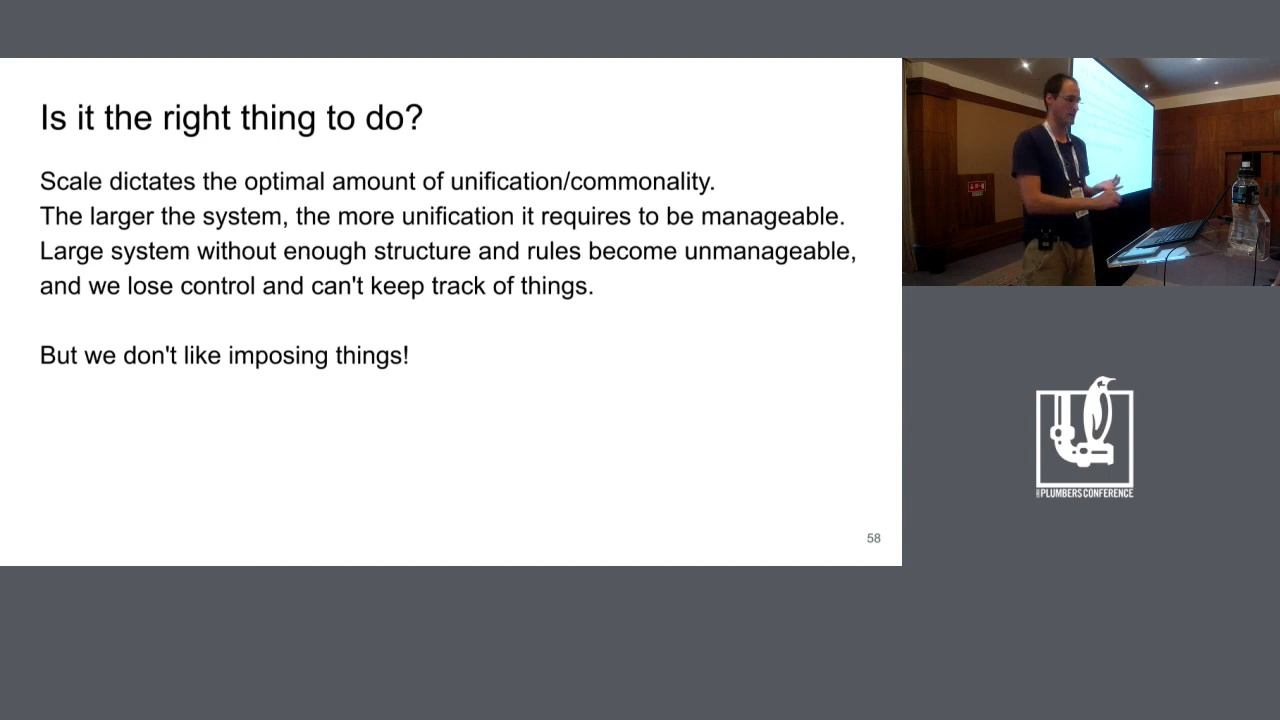 Is it the right thing to do?
Scale dictates the optimal amount of unification/commonality.
The larger the system, the more unification it requires to be manageable.
Large system without enough structure and rules become unmanageable,
and we lose control and can't keep track of things.
But we don't like imposing things!
58
PLUMBERS CONFERENCE